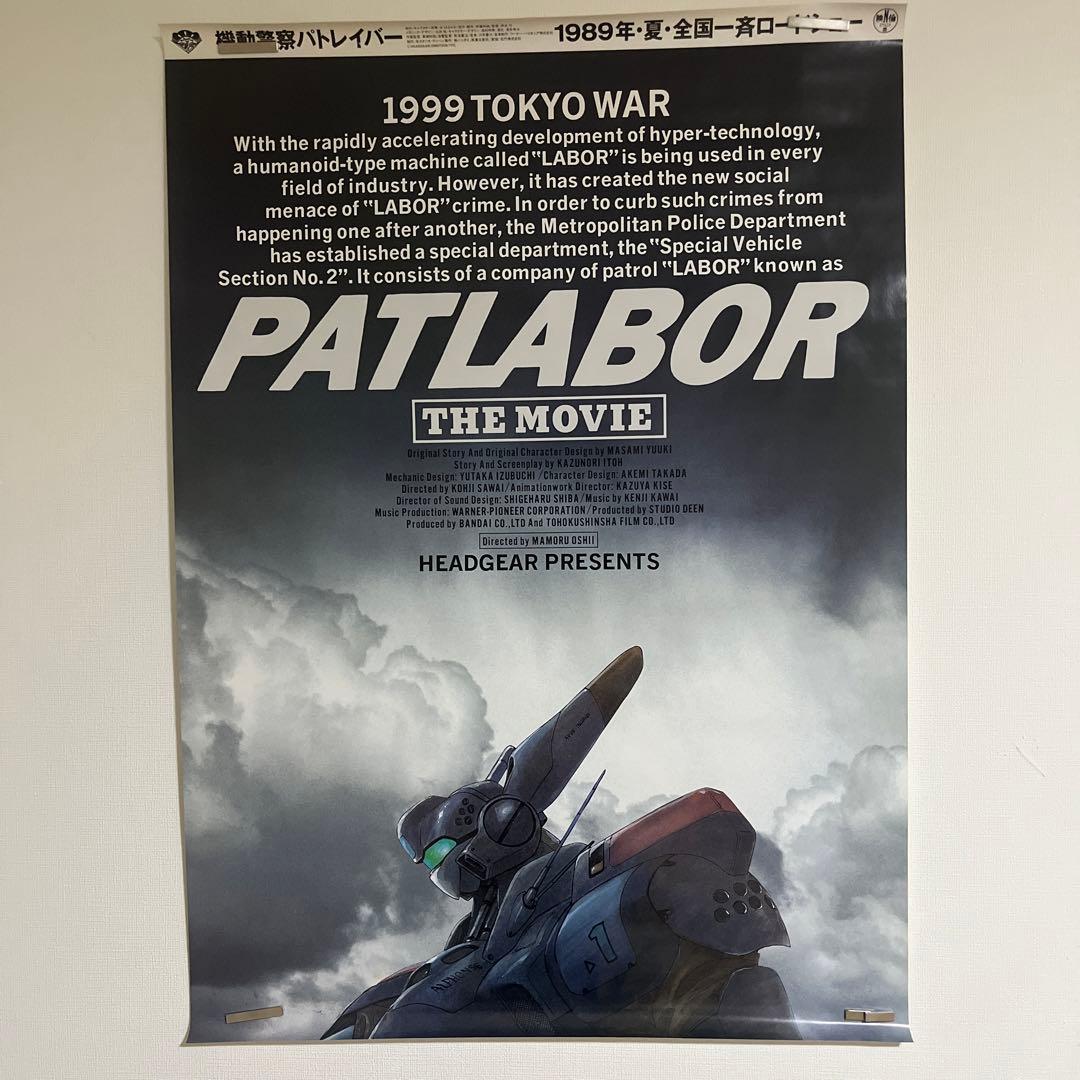 機動警察パトレイバー
1989年・夏・全国一斉ロードショー
1999 TOKYO WAR
With the rapidly accelerating development of hyper-technology,
a humanoid-type machine called "LABOR" is being used in every
field of industry. However, it has created the new social
menace of "LABOR" crime. In order to curb such crimes from
happening one after another, the Metropolitan Police Department
has established a special department, the "Special Vehicle
Section No.2". It consists of a company of patrol "LABOR" known as
PATLABOR
THE MOVIE
Original Story And Original Character Design by MASAMI YUUKI
Story And Screenplay by KAZUNORI ITOH
Mechanic Design: YUTAKA IZUBUCHI / Character Design: AKEMI TAKADA
Directed by KOHJI SAWAI / Animationwork Director: KAZUYA KISE
Director of Sound Design: SHIGEHARU SHIBA / Music by KENJI KAWAI
Music Production: WARNER-PIONEER CORPORATION / Produced by STUDIO DEEN
Produced by BANDAI CO.,LTD And TOHOKUSHINSHA FILM CO.,LTD
Directed by MAMORU OSHII
HEADGEAR PRESENTS
1
ALPHONSE